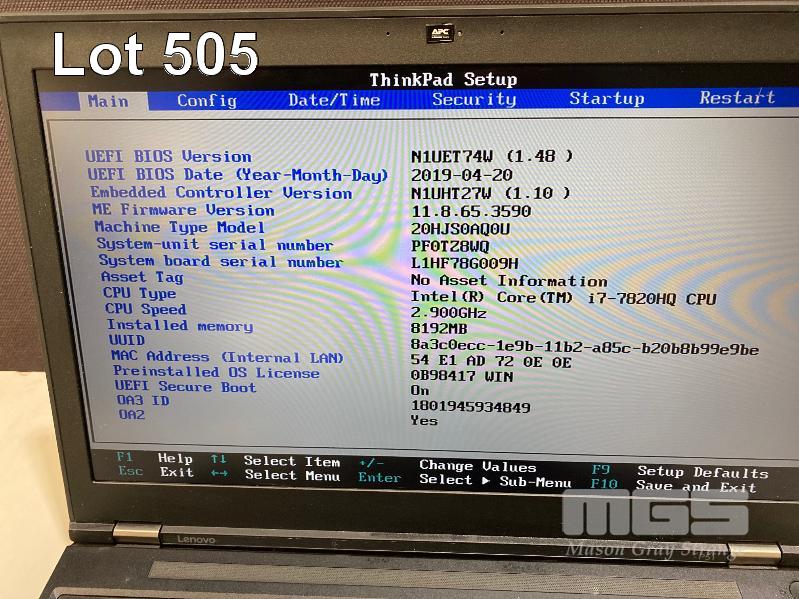 APC
Lot 505
ThinkPad Setup
Main Config Date/Time Security Startup Restart
UEFI BIOS Version N1UET74W (1.48 )
UEFI BIOS Date (Year-Month-Day) 2019-04-20
Embedded Controller Version N1UHT27W (1.10 )
ME Firmware Version 11.8.65.3590
Machine Type Model 20HJS0AQ0U
System-unit serial number PF0TZ8WQ
System board serial number L1HF78G009H
Asset Tag No Asset Information
CPU Type Intel(R) Core(TM) i7-7820HQ CPU
CPU Speed 2.900GHz
Installed memory 8192MB
UUID 8a3c0ecc-1e9b-11b2-a85c-b20b8b99e9be
MAC Address (Internal LAN) 54 E1 AD 72 0E 0E
Preinstalled OS License 0B98417 WIN
UEFI Secure Boot On
OA3 ID 1801945934849
OA2 Yes
F1 Help ↑↓ Select Item +/- Change Values F9 Setup Defaults
Esc Exit ←→ Select Menu Enter Select ▶ Sub-Menu F10 Save and Exit
MGS
Mason Gray Strange
Lenovo